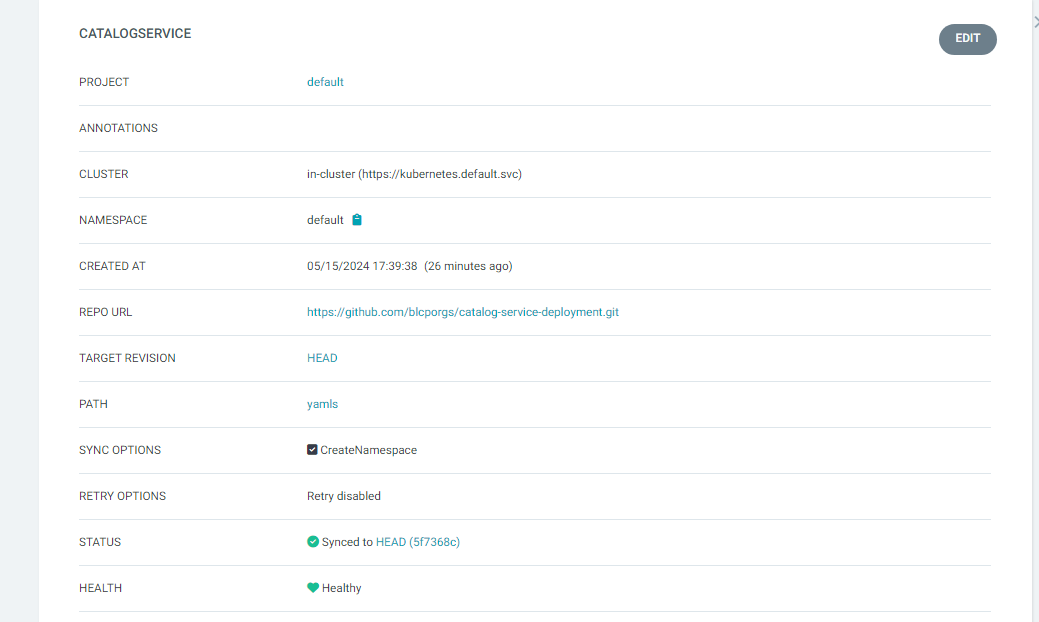 CATALOGSERVICE
EDIT
PROJECT default
ANNOTATIONS
CLUSTER in-cluster (https://kubernetes.default.svc)
NAMESPACE default
CREATED AT 05/15/2024 17:39:38 (26 minutes ago)
REPO URL https://github.com/blcporgs/catalog-service-deployment.git
TARGET REVISION HEAD
PATH yamls
SYNC OPTIONS CreateNamespace
RETRY OPTIONS Retry disabled
STATUS Synced to HEAD (5f7368c)
HEALTH Healthy